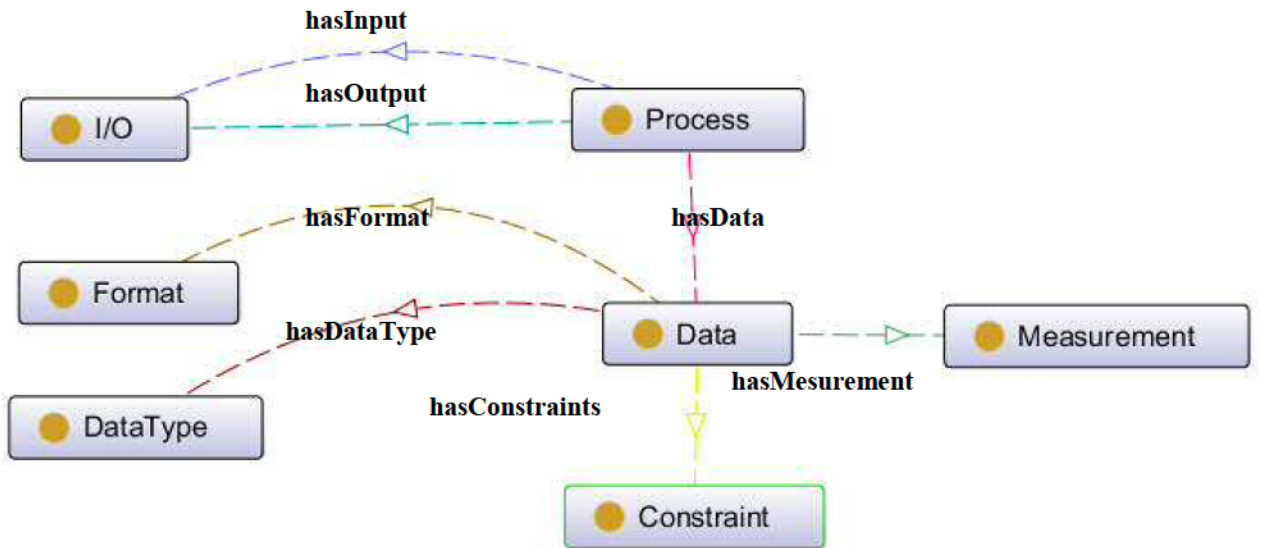 hasInput
hasOutput
I/O
Process
hasFormat
hasData
Format
hasDataType
Data
Measurement
hasMesurement
hasConstraints
DataType
Constraint